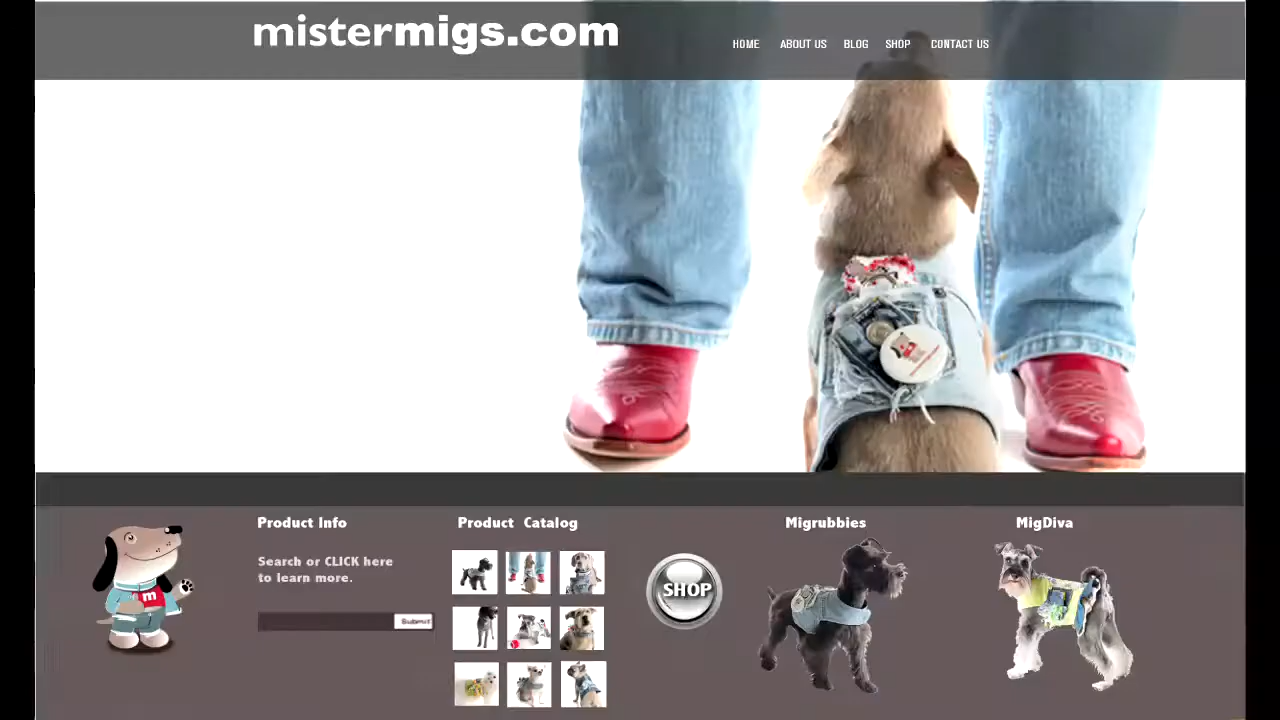 mistermigs.com
HOME ABOUT US BLOG SHOP CONTACT US
Product Info
Search or CLICK here
to learn more.
Submit
m
Product Catalog
SHOP
Migrubbies
MigDiva